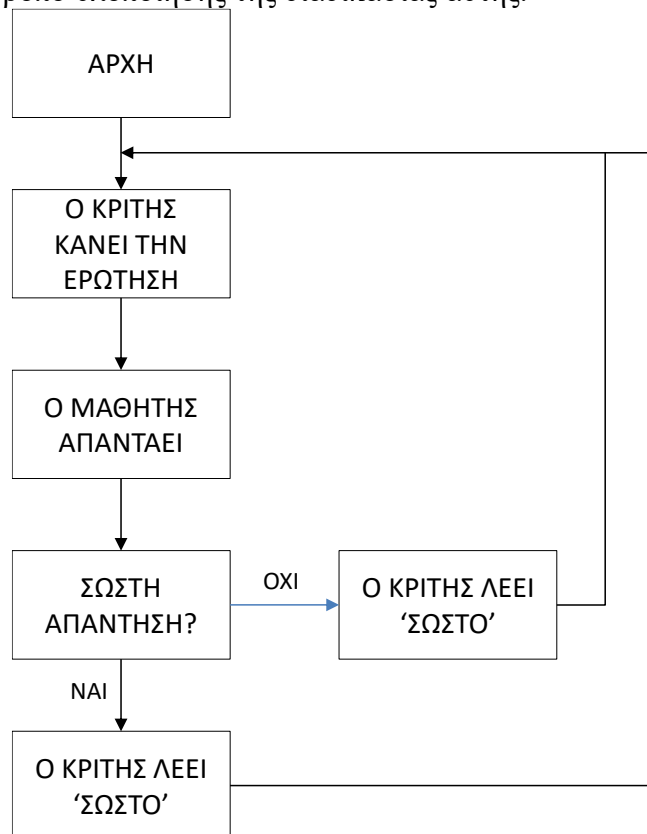 ΑΡΧΗ
Ο ΚΡΙΤΗΣ
ΚΑΝΕΙ ΤΗΝ
ΕΡΩΤΗΣΗ
Ο ΜΑΘΗΤΗΣ
ΑΠΑΝΤΑΕΙ
ΣΩΣΤΗ
ΑΠΑΝΤΗΣΗ?
ΟΧΙ
Ο ΚΡΙΤΗΣ ΛΕΕΙ
‘ΣΩΣΤΟ’
ΝΑΙ
Ο ΚΡΙΤΗΣ ΛΕΕΙ
‘ΣΩΣΤΟ’